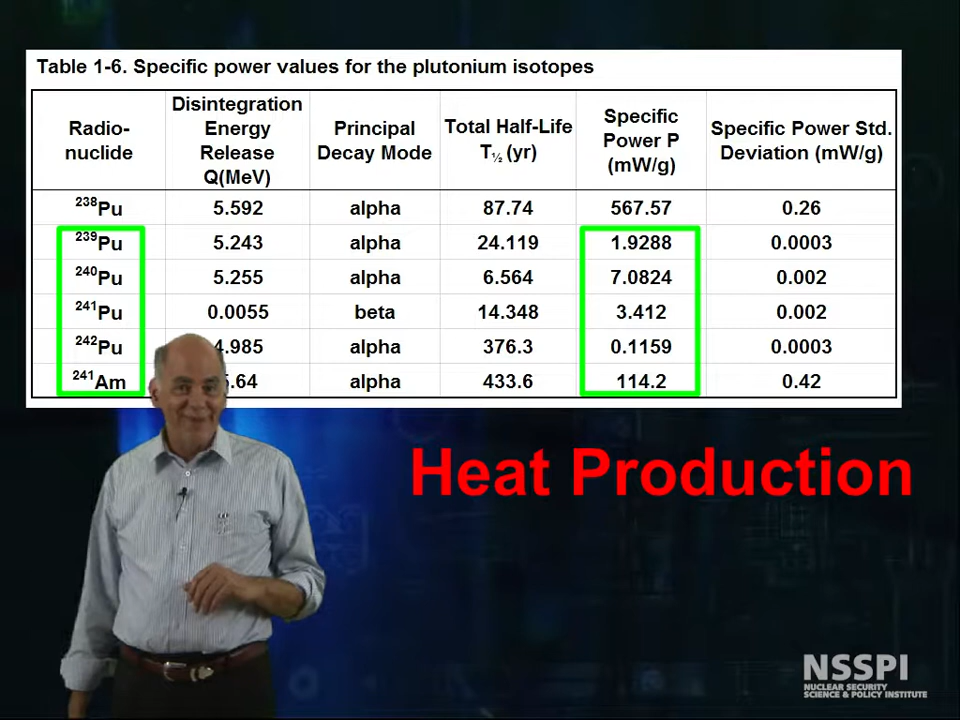 Table 1-6. Specific power values for the plutonium isotopes
Radio-
nuclide
Disintegration
Energy
Release
Q(MeV)
Principal
Decay Mode
Total Half-Life
T½ (yr)
Specific
Power P
(mW/g)
Specific Power Std.
Deviation (mW/g)
²³⁸Pu 5.592 alpha 87.74 567.57 0.26
²³⁹Pu 5.243 alpha 24.119 1.9288 0.0003
²⁴⁰Pu 5.255 alpha 6.564 7.0824 0.002
²⁴¹Pu 0.0055 beta 14.348 3.412 0.002
²⁴²Pu 4.985 alpha 376.3 0.1159 0.0003
²⁴¹Am .64 alpha 433.6 114.2 0.42
Heat Production
NSSPI
NUCLEAR SECURITY
SCIENCE & POLICY INSTITUTE